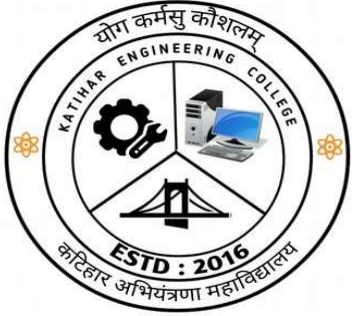 योग कर्मसु कौशलम्
KATIHAR ENGINEERING COLLEGE
ESTD : 2016
कटिहार अभियंत्रणा महाविद्यालय